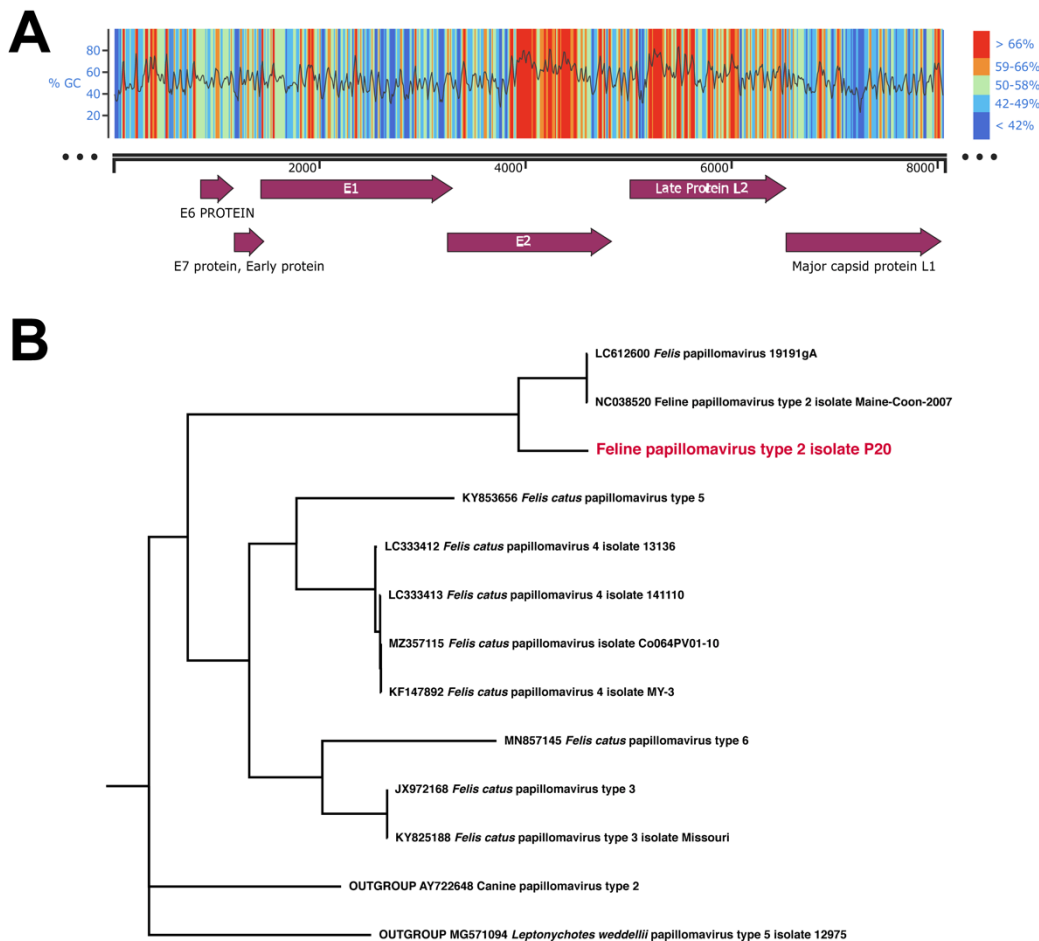 A
80
60
% GC
40
20
> 66%
59-66%
50-58%
42-49%
< 42%
2000
4000
6000
8000
E1
Late Protein L2
E6 PROTEIN
E2
E7 protein, Early protein
Major capsid protein L1
B
LC612600 Felis papillomavirus 19191gA
NC038520 Feline papillomavirus type 2 isolate Maine-Coon-2007
Feline papillomavirus type 2 isolate P20
KY853656 Felis catus papillomavirus type 5
LC333412 Felis catus papillomavirus 4 isolate 13136
LC333413 Felis catus papillomavirus 4 isolate 141110
MZ357115 Felis catus papillomavirus isolate Co064PV01-10
KF147892 Felis catus papillomavirus 4 isolate MY-3
MN857145 Felis catus papillomavirus type 6
JX972168 Felis catus papillomavirus type 3
KY825188 Felis catus papillomavirus type 3 isolate Missouri
OUTGROUP AY722648 Canine papillomavirus type 2
OUTGROUP MG571094 Leptonychotes weddellii papillomavirus type 5 isolate 12975